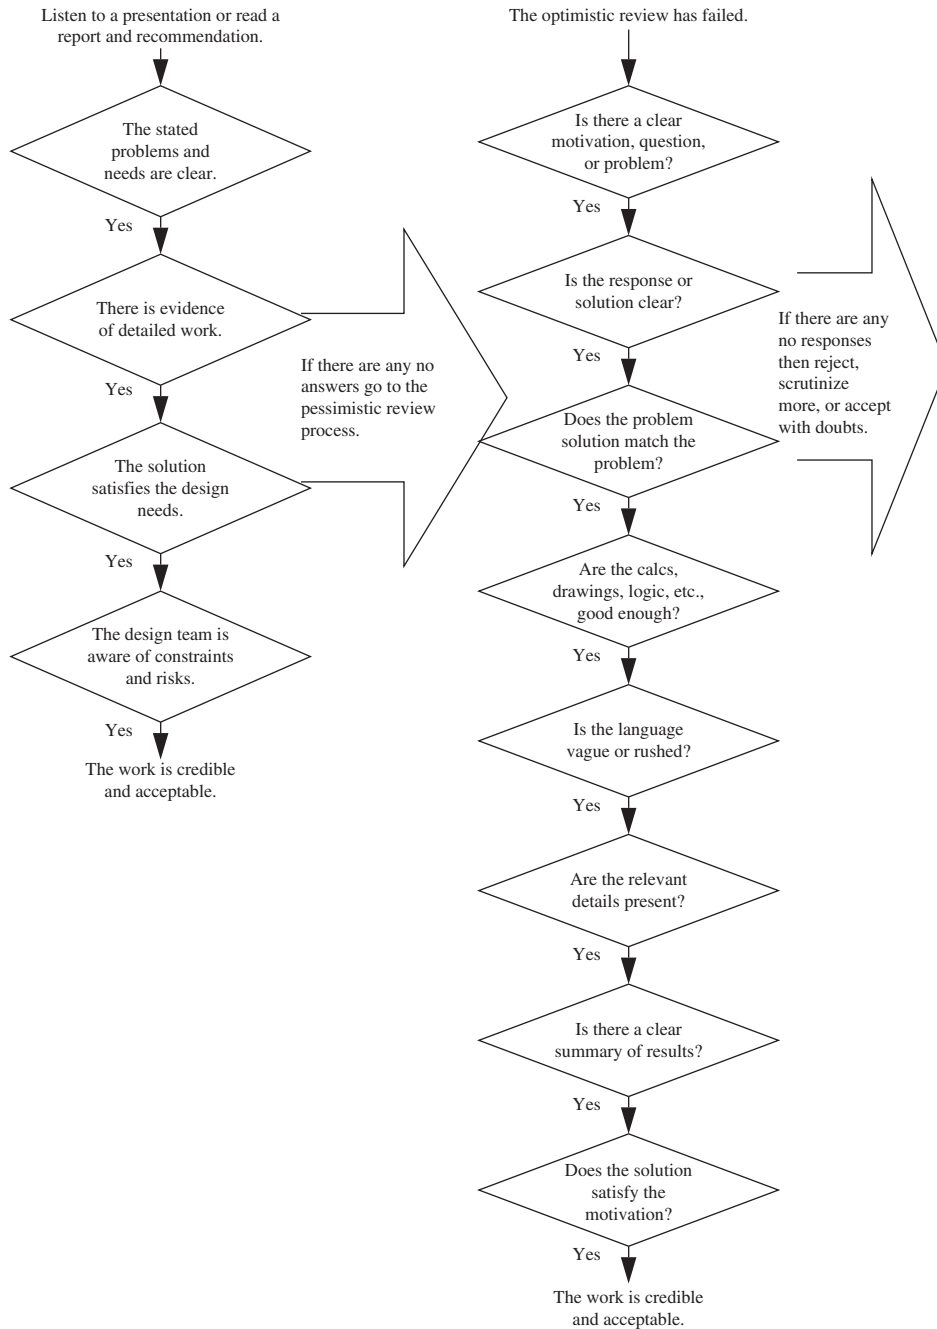 Listen to a presentation or read a
report and recommendation.
The stated
problems and
needs are clear.
Yes
There is evidence
of detailed work.
Yes
The solution
satisfies the design
needs.
Yes
The design team is
aware of constraints
and risks.
Yes
The work is credible
and acceptable.
If there are any no
answers go to the
pessimistic review
process.
The optimistic review has failed.
Is there a clear
motivation, question,
or problem?
Yes
Is the response or
solution clear?
Yes
Does the problem
solution match the
problem?
Yes
Are the calcs,
drawings, logic, etc.,
good enough?
Yes
Is the language
vague or rushed?
Yes
Are the relevant
details present?
Yes
Is there a clear
summary of results?
Yes
Does the solution
satisfy the
motivation?
Yes
The work is credible
and acceptable.
If there are any
no responses
then reject,
scrutinize
more, or accept
with doubts.